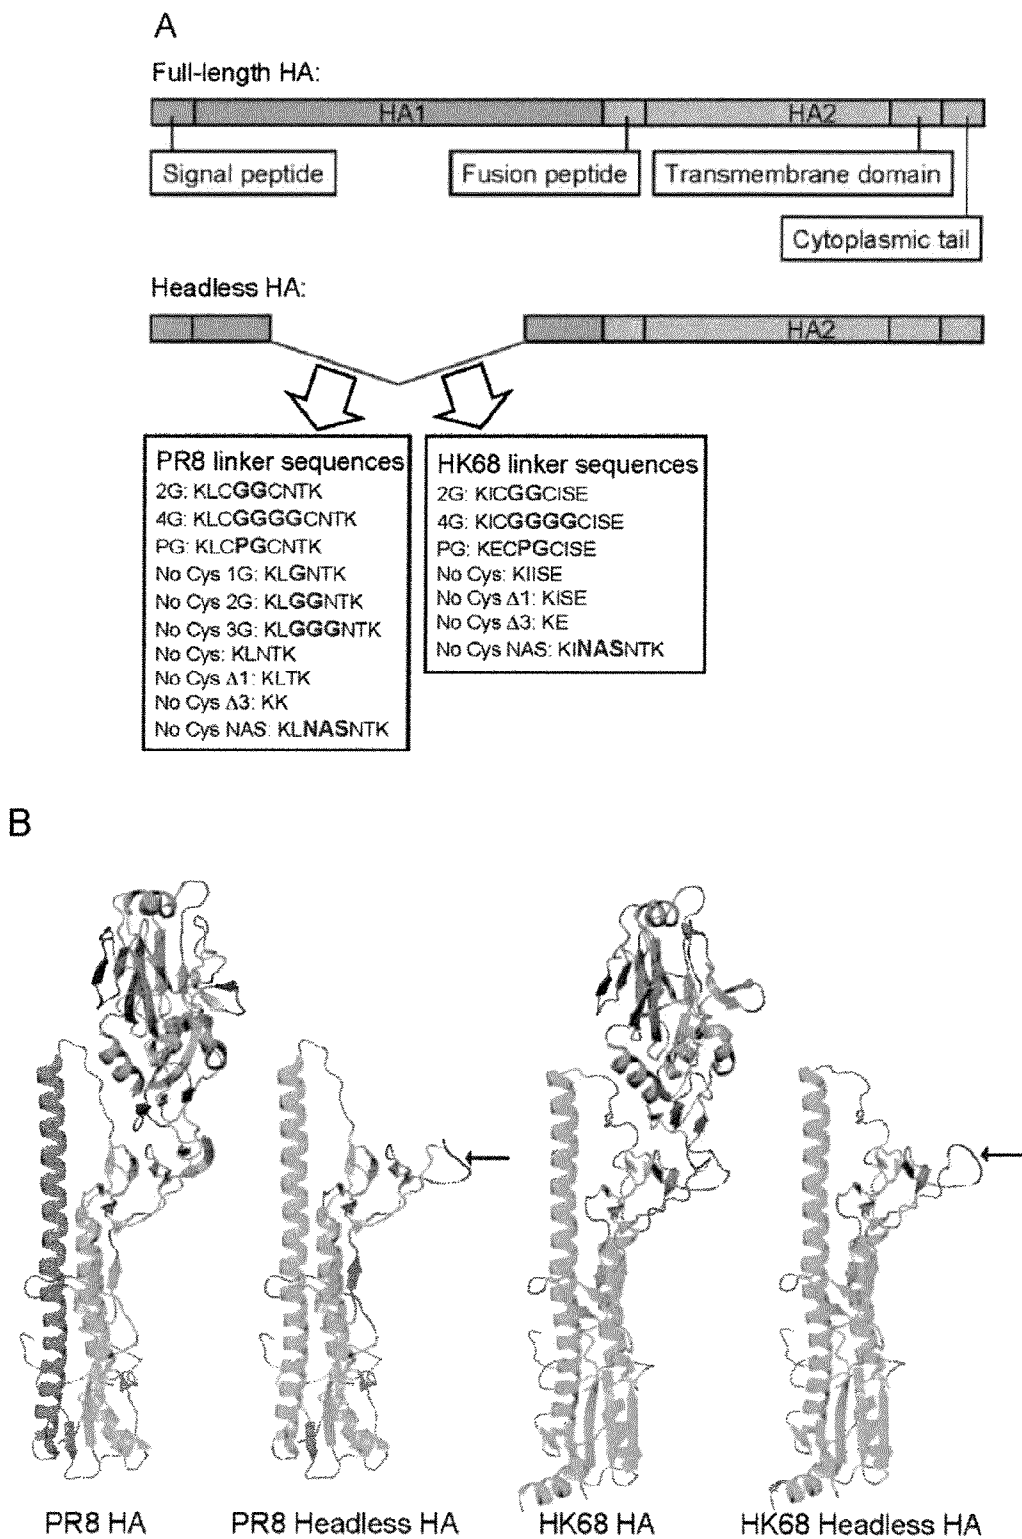 A
Full-length HA:
HA1
HA2
Signal peptide
Fusion peptide
Transmembrane domain
Cytoplasmic tail
Headless HA:
HA2
PR8 linker sequences
2G: KLCGGCNTK
4G: KLCGGGGCNTK
PG: KLCPGCNTK
No Cys 1G: KLGNTK
No Cys 2G: KLGGNTK
No Cys 3G: KLGGGNTK
No Cys: KLNTK
No Cys Δ1: KLTK
No Cys Δ3: KK
No Cys NAS: KLNASNTK
HK68 linker sequences
2G: KICGGCISE
4G: KICGGGGCISE
PG: KECPGCISE
No Cys: KIISE
No Cys Δ1: KISE
No Cys Δ3: KE
No Cys NAS: KINASNTK
B
PR8 HA
PR8 Headless HA
HK68 HA
HK68 Headless HA